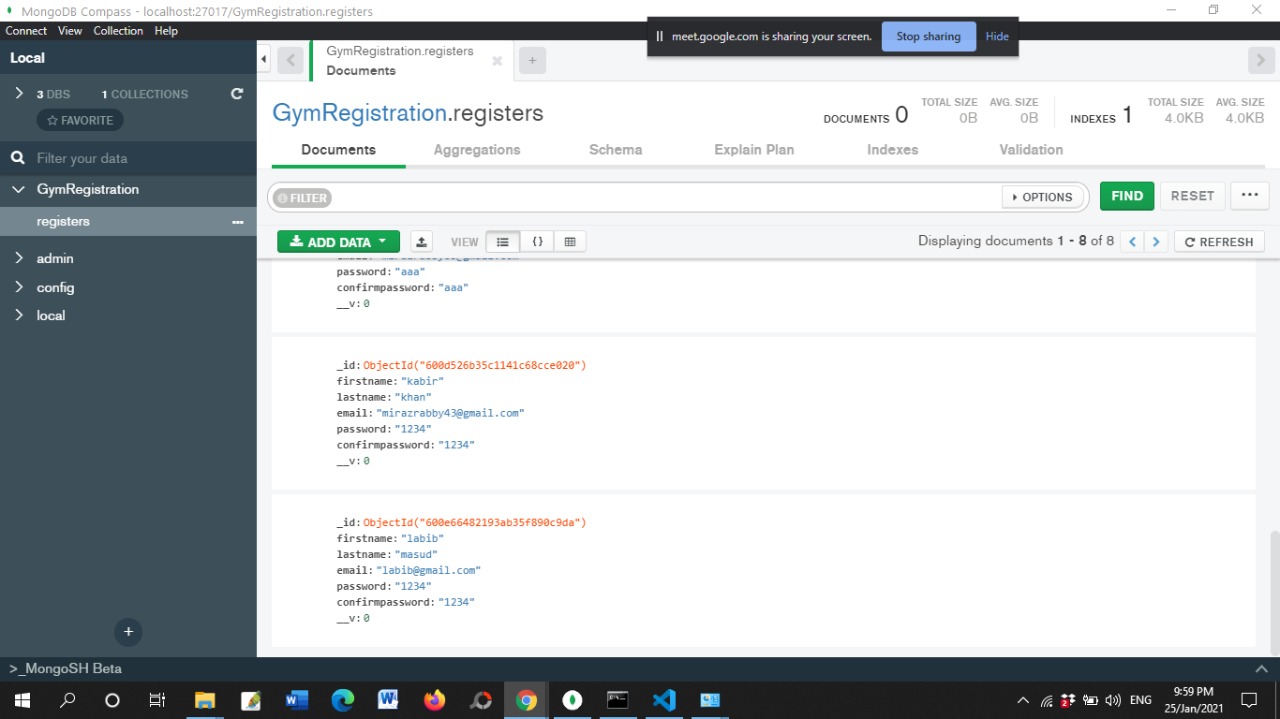 MongoDB Compass - localhost:27017/GymRegistration.registers
Connect View Collection Help
meet.google.com is sharing your screen. Stop sharing Hide
Local
GymRegistration.registers
Documents
3 DBS 1 COLLECTIONS
FAVORITE
GymRegistration.registers
DOCUMENTS 0 TOTAL SIZE 0B AVG. SIZE 0B INDEXES 1 TOTAL SIZE 4.0KB AVG. SIZE 4.0KB
Documents Aggregations Schema Explain Plan Indexes Validation
Filter your data
GymRegistration
registers
admin
config
local
FILTER OPTIONS FIND RESET
ADD DATA VIEW {} Displaying documents 1 - 8 of 8 REFRESH
password: "aaa"
confirmpassword: "aaa"
__v: 0
_id: ObjectId("600d526b35c1141c68cce020")
firstname: "kabir"
lastname: "khan"
email: "mirazrabby43@gmail.com"
password: "1234"
confirmpassword: "1234"
__v: 0
_id: ObjectId("600e66482193ab35f890c9da")
firstname: "labib"
lastname: "masud"
email: "labib@gmail.com"
password: "1234"
confirmpassword: "1234"
__v: 0
>_MongoSH Beta
ENG 9:59 PM
25/Jan/2021